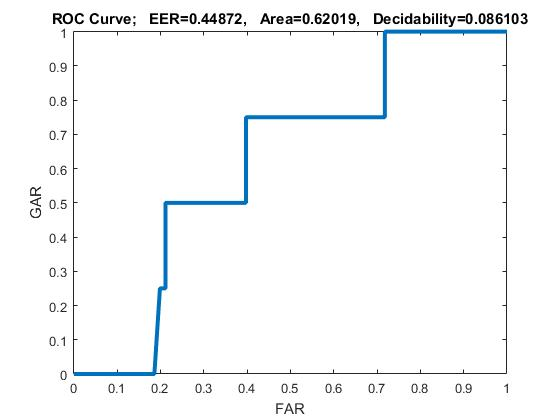 ROC Curve;   EER=0.44872,   Area=0.62019,   Decidability=0.086103
1
0.9
0.8
0.7
0.6
0.5
0.4
0.3
0.2
0.1
0
GAR
0 0.1 0.2 0.3 0.4 0.5 0.6 0.7 0.8 0.9 1
FAR